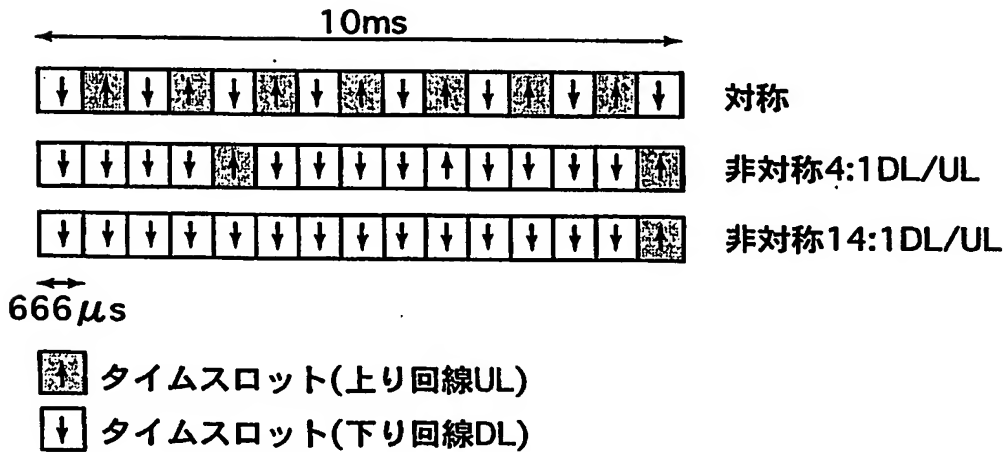 10ms
対称
非対称4:1DL/UL
非対称14:1DL/UL
666μs
タイムスロット(上り回線UL)
タイムスロット(下り回線DL)